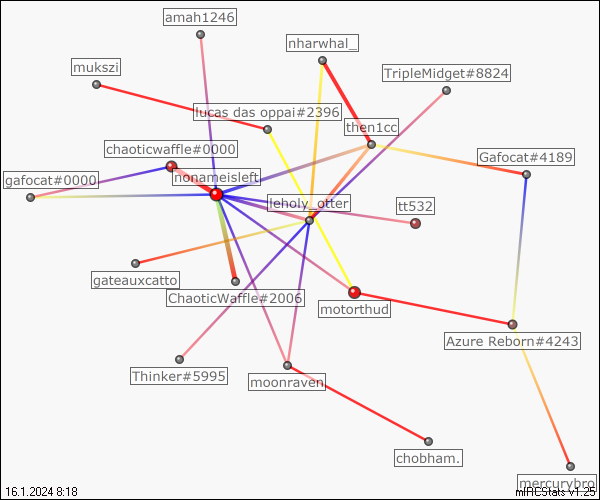 amah1246
nharwhal_
mukszi
TripleMidget#8824
lucas das oppai#2396
then1cc
chaoticwaffle#0000
Gafocat#4189
gafocat#0000
nonameisleft
leholy_otter
tt532
gateauxcatto
ChaoticWaffle#2006
motorthud
Azure Reborn#4243
Thinker#5995
moonraven
chobham.
mercurybro
16.1.2024 8:18
mIRCStats v1.25